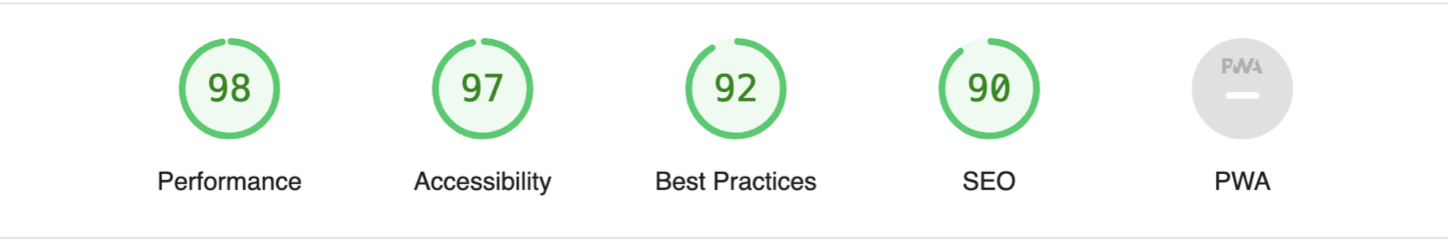 98 97 92 90 PWA
Performance Accessibility Best Practices SEO PWA